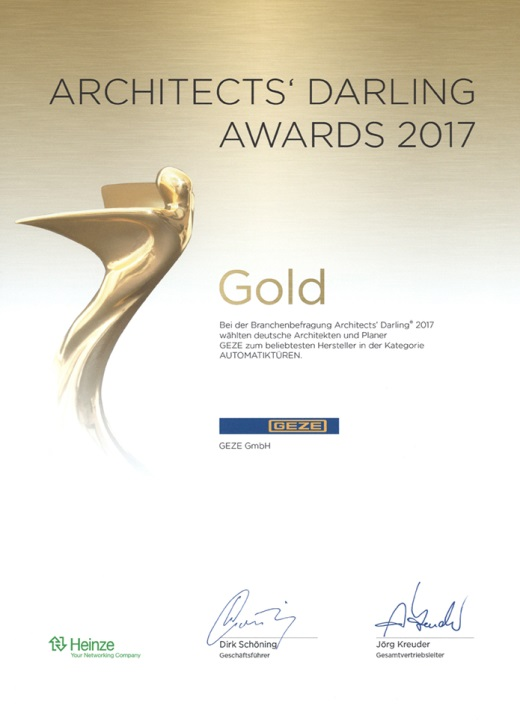 ARCHITECTS‘ DARLING
AWARDS 2017
Gold
Bei der Branchenbefragung Architects' Darling® 2017
wählten deutsche Architekten und Planer
GEZE zum beliebtesten Hersteller in der Kategorie
AUTOMATIKTÜREN.
GEZE
GEZE GmbH
Heinze
Your Networking Company
Dirk Schöning
Geschäftsführer
Jörg Kreuder
Gesamtvertriebsleiter